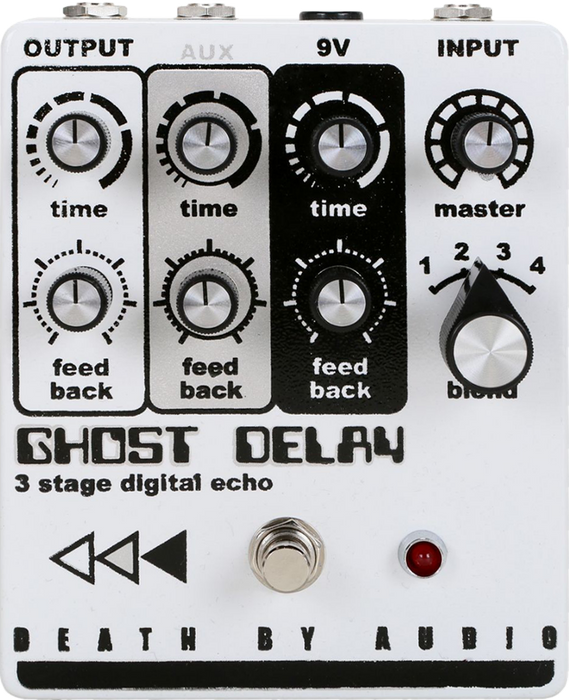 OUTPUT AUX 9V INPUT
time time time master
1 2 3 4
feed back feed back feed back blend
GHOST DELAY
3 stage digital echo
DEATH BY AUDIO